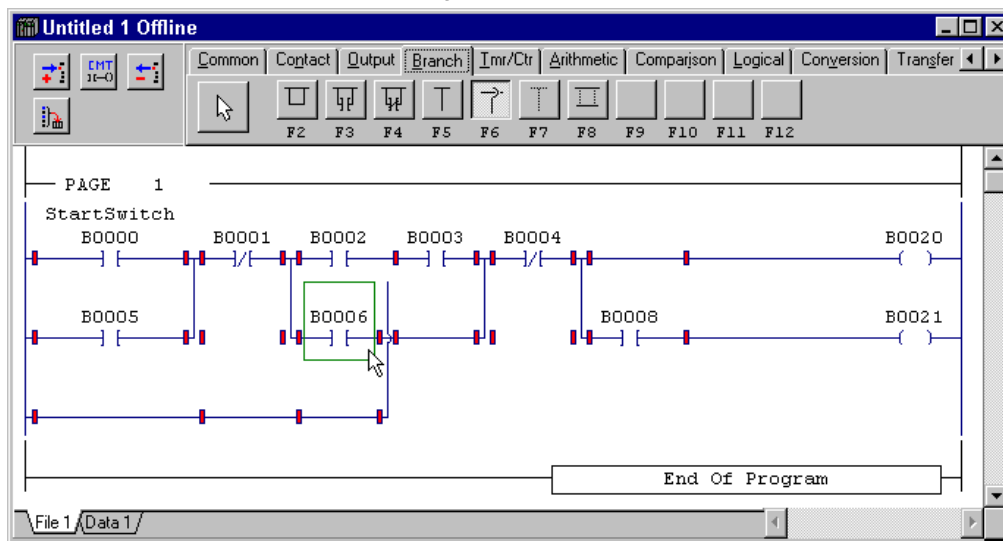 Untitled 1 Offline
CMT
Common Contact Output Branch Tmr/Ctr Arithmetic Comparison Logical Conversion Transfer
F2 F3 F4 F5 F6 F7 F8 F9 F10 F11 F12
PAGE 1
StartSwitch
B0000 B0001 B0002 B0003 B0004 B0020
B0005 B0006 B0008 B0021
End Of Program
File 1 Data 1